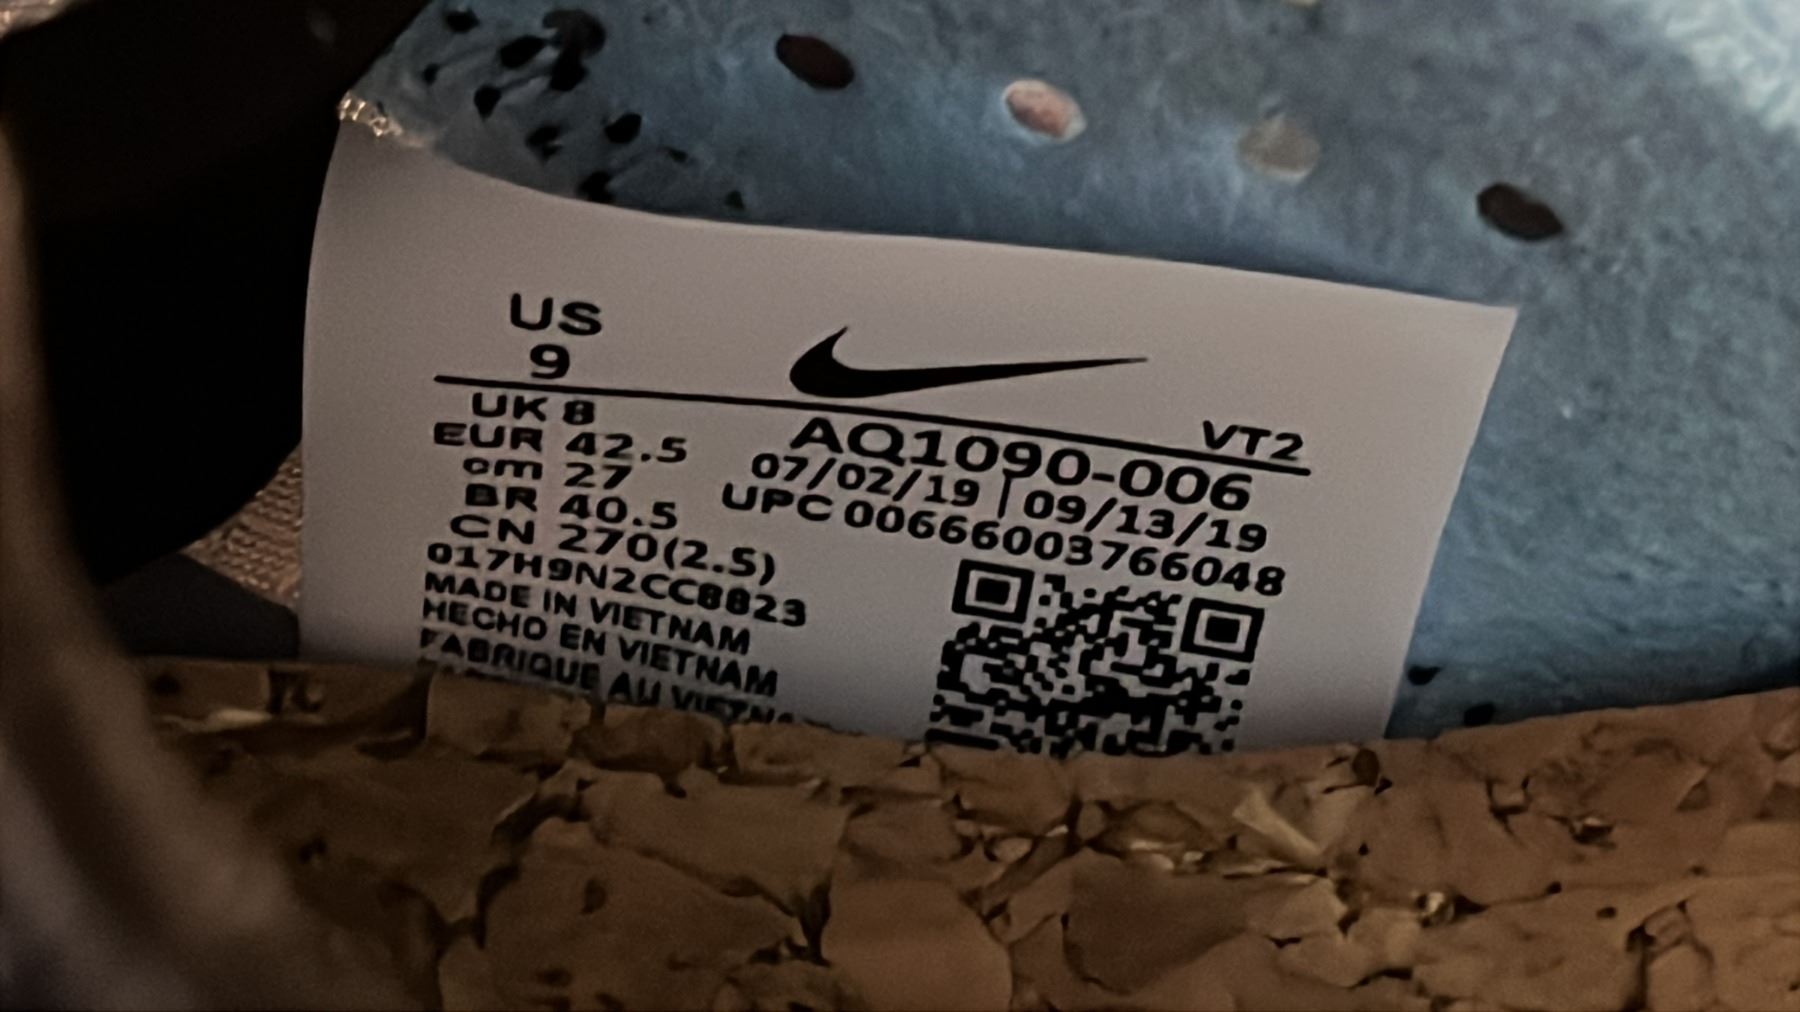 US
9
VT2
UK 8
EUR 42.5
cm 27
BR 40.5
CN 270(2.5)
017H9N2CC8823
MADE IN VIETNAM
HECHO EN VIETNAM
FABRIQUE AU VIETNA
AQ1090-006
07/02/19 | 09/13/19
UPC 00666003766048